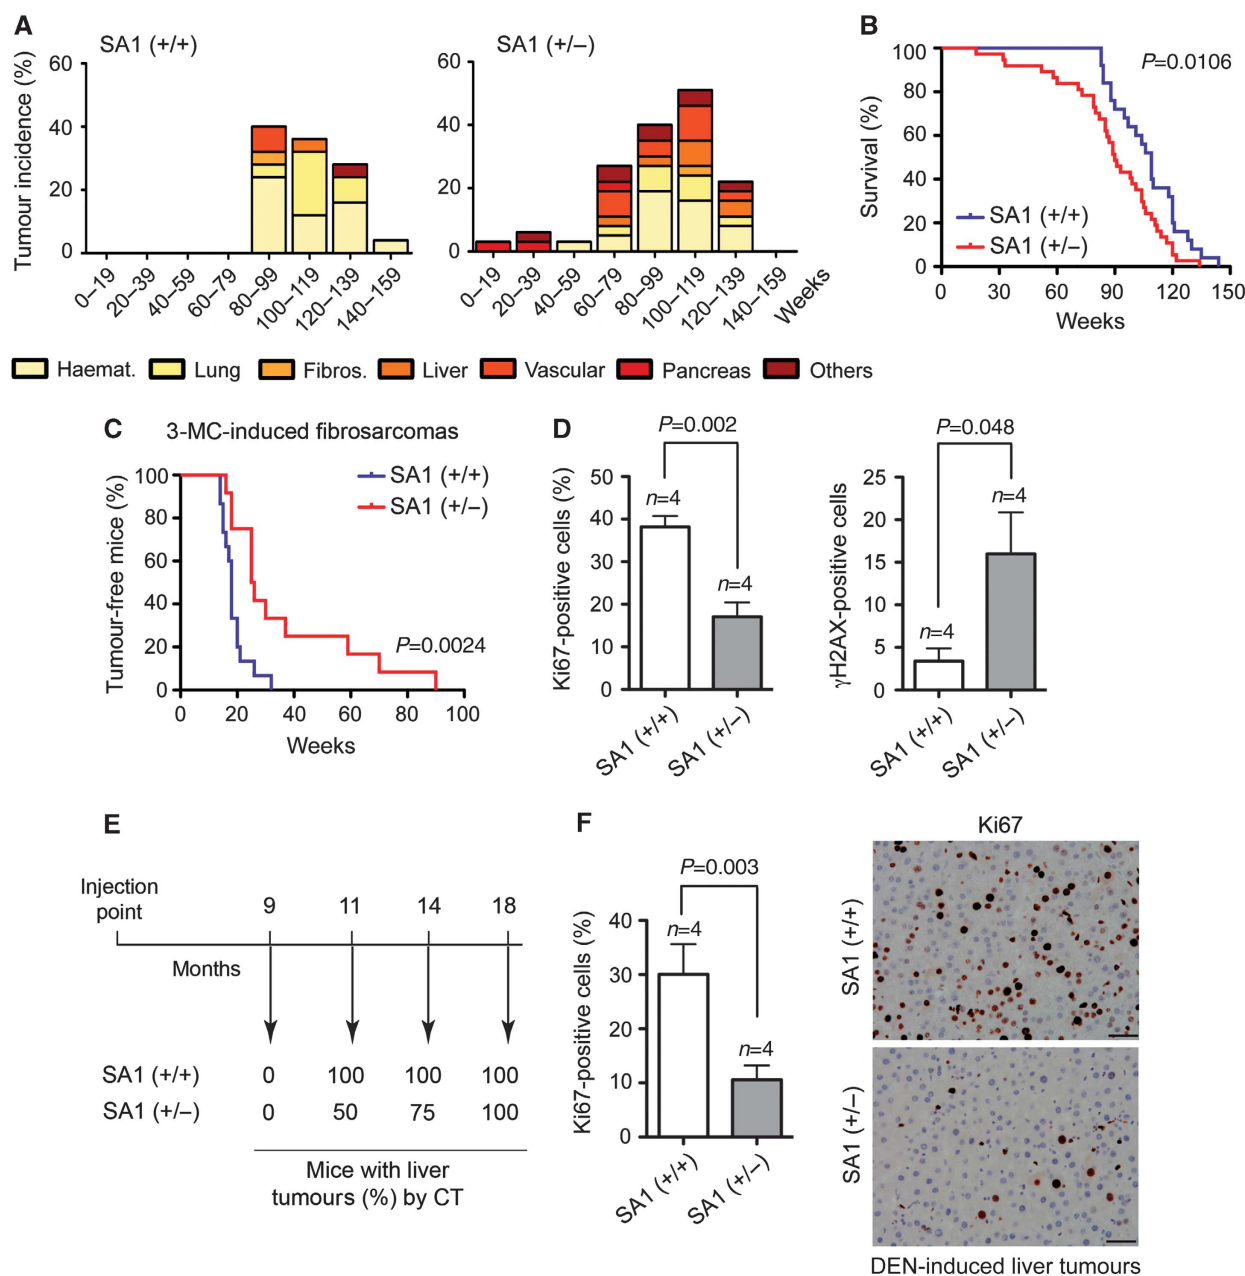 A
SA1 (+/+)
Tumour incidence (%)
60
40
20
0
0–19
20–39
40–59
60–79
80–99
100–119
120–139
140–159
SA1 (+/–)
60
40
20
0
0–19
20–39
40–59
60–79
80–99
100–119
120–139
140–159
Weeks
Haemat.
Lung
Fibros.
Liver
Vascular
Pancreas
Others
B
P=0.0106
Survival (%)
100
80
60
40
20
0
SA1 (+/+)
SA1 (+/–)
0 30 60 90 120 150
Weeks
C
3-MC-induced fibrosarcomas
Tumour-free mice (%)
100
80
60
40
20
0
SA1 (+/+)
SA1 (+/–)
P=0.0024
0 20 40 60 80 100
Weeks
D
P=0.002
Ki67-positive cells (%)
50
40
30
20
10
0
n=4
n=4
SA1 (+/+)
SA1 (+/–)
P=0.048
γH2AX-positive cells
25
20
15
10
5
0
n=4
n=4
SA1 (+/+)
SA1 (+/–)
E
Injection
point
9 11 14 18
Months
SA1 (+/+) 0 100 100 100
SA1 (+/–) 0 50 75 100
Mice with liver
tumours (%) by CT
F
P=0.003
Ki67-positive cells (%)
40
30
20
10
0
n=4
n=4
SA1 (+/+)
SA1 (+/–)
Ki67
SA1 (+/+)
SA1 (+/–)
DEN-induced liver tumours